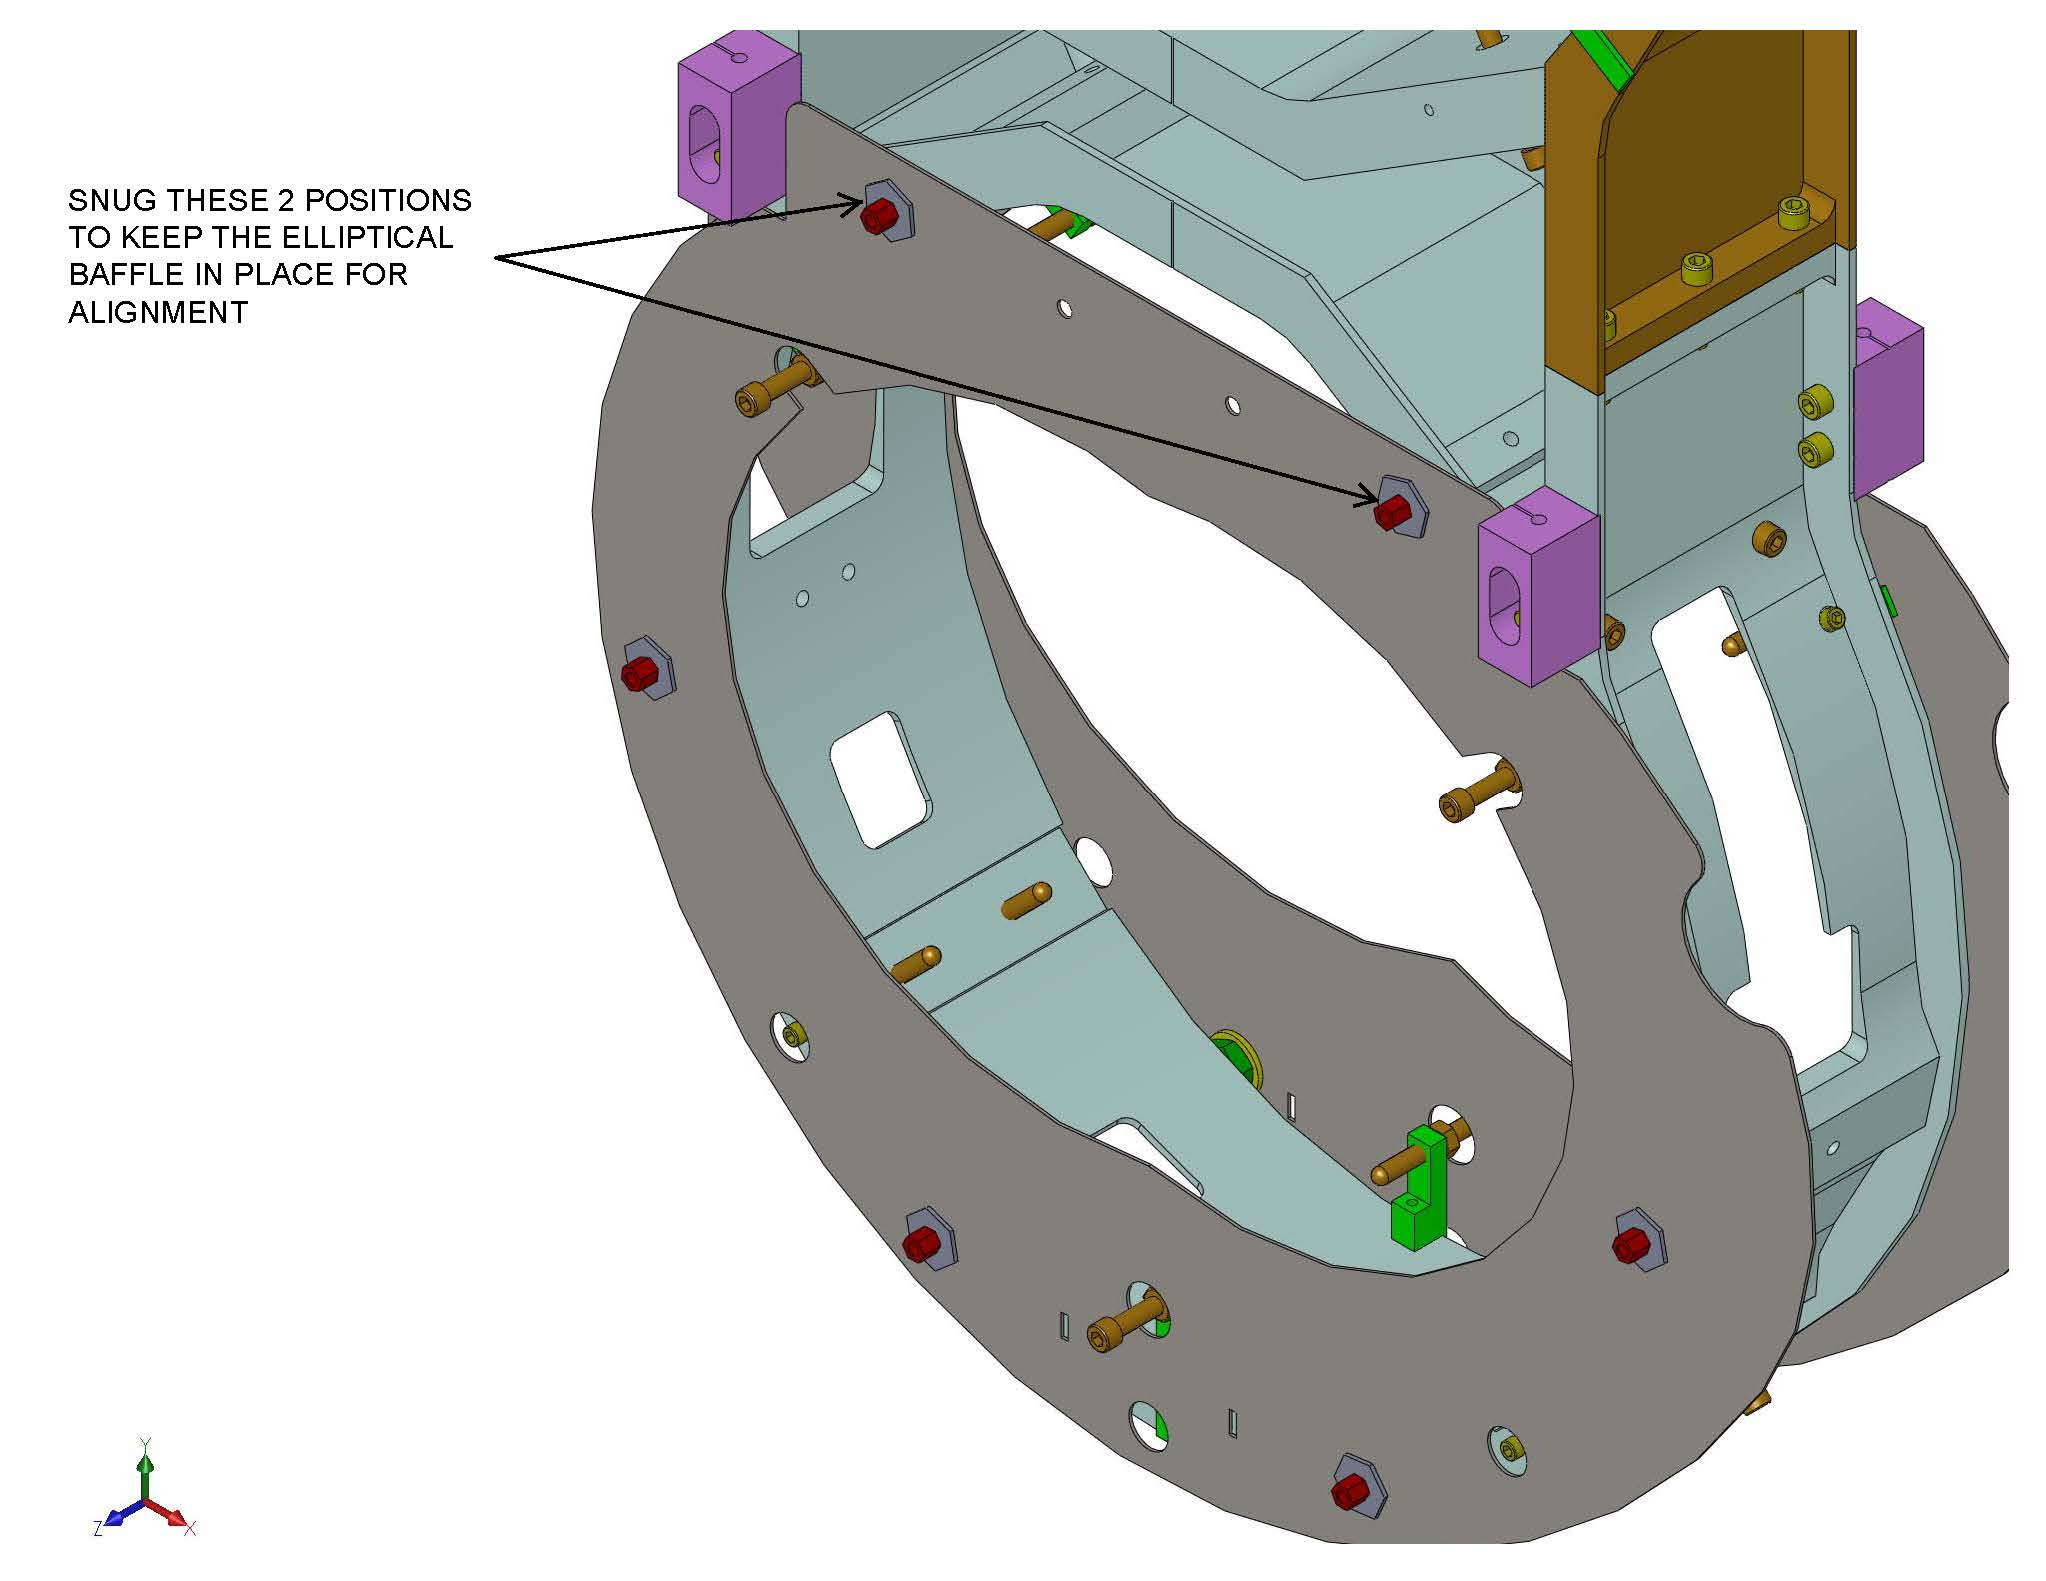 SNUG THESE 2 POSITIONS
TO KEEP THE ELLIPTICAL
BAFFLE IN PLACE FOR
ALIGNMENT
Y
Z
X